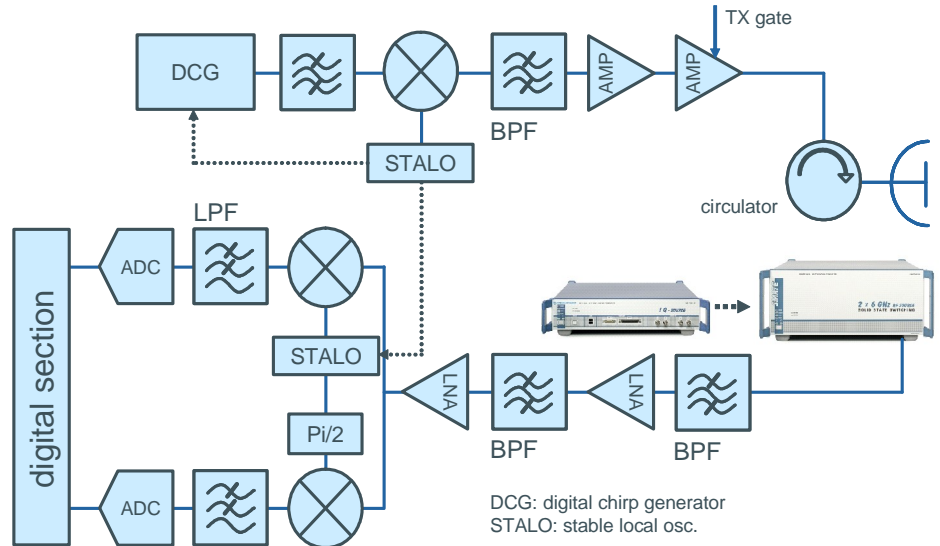 TX gate
DCG
AMP
AMP
BPF
STALO
circulator
LPF
ADC
digital section
STALO
LNA
LNA
Pi/2
BPF
BPF
ADC
2 x 6 GHz
SOLID STATE SWITCHING
DCG: digital chirp generator
STALO: stable local osc.